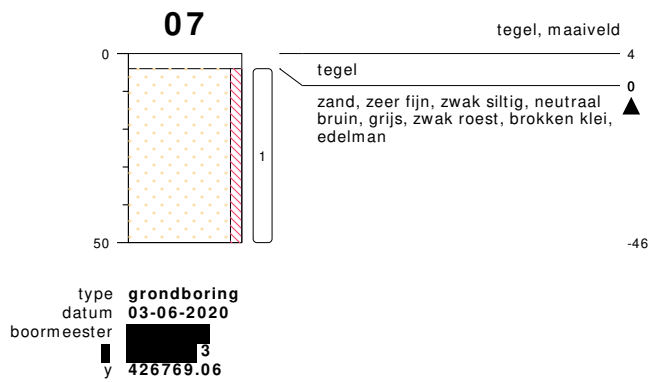 07
tegel, maaiveld
0
4
tegel
0
zand, zeer fijn, zwak siltig, neutraal
bruin, grijs, zwak roest, brokken klei,
edelman
1
50
-46
type grondboring
datum 03-06-2020
boormeester
3
y 426769.06